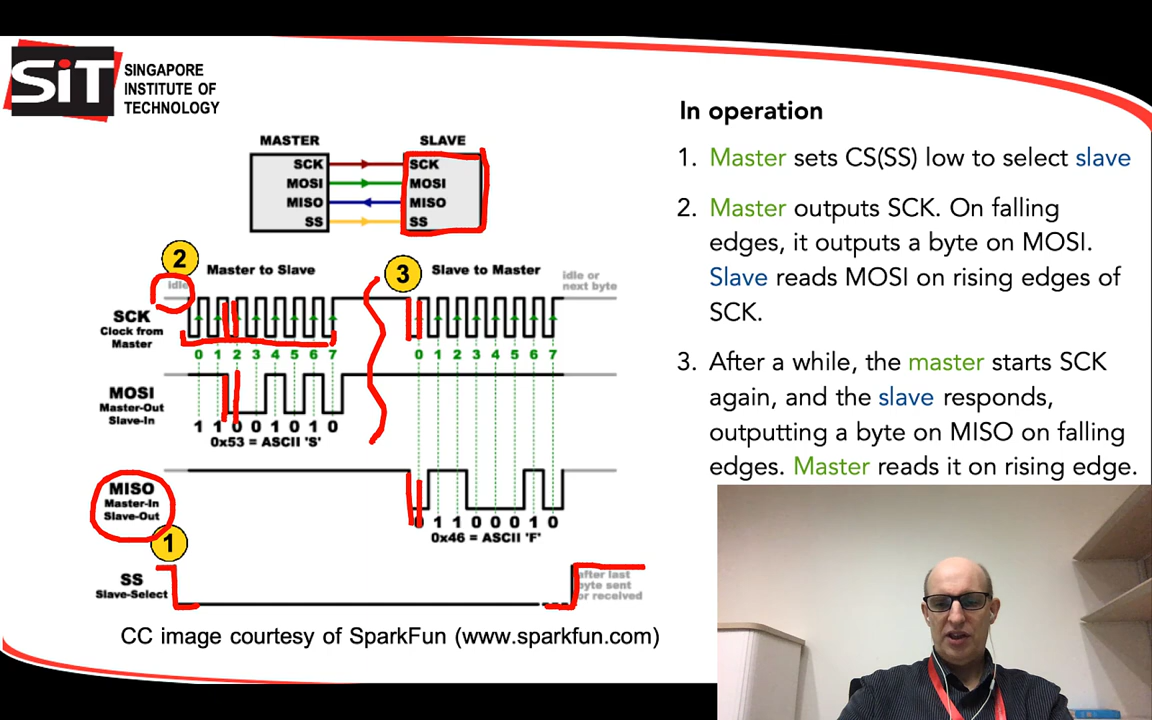 SiT
SINGAPORE
INSTITUTE OF
TECHNOLOGY
In operation
1. Master sets CS(SS) low to select slave
2. Master outputs SCK. On falling
edges, it outputs a byte on MOSI.
Slave reads MOSI on rising edges of
SCK.
3. After a while, the master starts SCK
again, and the slave responds,
outputting a byte on MISO on falling
edges. Master reads it on rising edge.
MASTER SLAVE
SCK SCK
MOSI MOSI
MISO MISO
SS SS
2 Master to Slave 3 Slave to Master
idle
idle or
next byte
SCK
Clock from
Master
0 1 2 3 4 5 6 7 0 1 2 3 4 5 6 7
MOSI
Master-Out
Slave-In
1 1 0 0 1 0 1 0
0x53 = ASCII 'S'
MISO
Master-In
Slave-Out
0 1 1 0 0 0 1 0
0x46 = ASCII 'F'
1
SS
Slave-Select
after last
byte sent
or received
CC image courtesy of SparkFun (www.sparkfun.com)